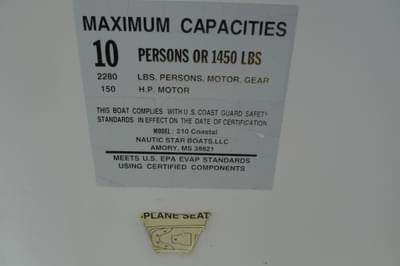 MAXIMUM CAPACITIES
10 PERSONS OR 1450 LBS
2280 LBS. PERSONS, MOTOR, GEAR
150 H.P. MOTOR
THIS BOAT COMPLIES WITH U.S. COAST GUARD SAFETY
STANDARDS IN EFFECT ON THE DATE OF CERTIFICATION
MODEL: 210 Coastal
NAUTIC STAR BOATS,LLC
AMORY, MS 38821
MEETS U.S. EPA EVAP STANDARDS
USING CERTIFIED COMPONENTS
PLANE SEAT